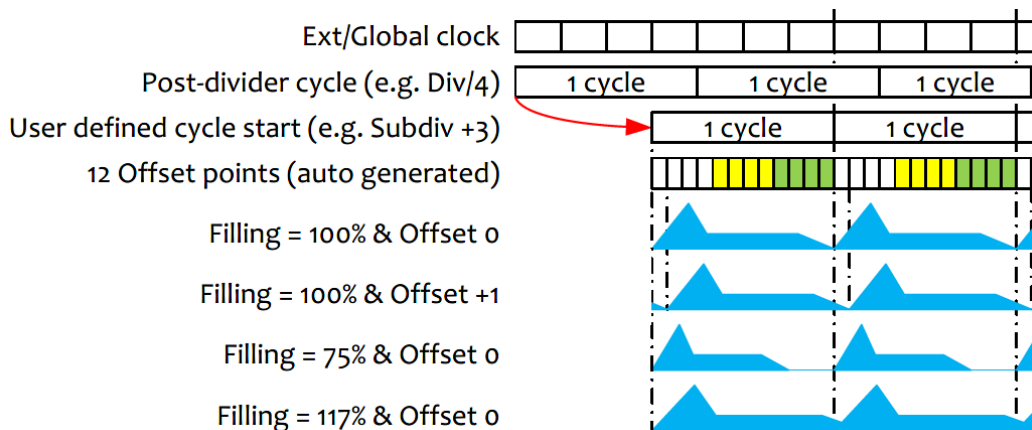 Ext/Global clock
Post-divider cycle (e.g. Div/4) 1 cycle 1 cycle 1 cycle
User defined cycle start (e.g. Subdiv +3) 1 cycle 1 cycle
12 Offset points (auto generated)
Filling = 100% & Offset 0
Filling = 100% & Offset +1
Filling = 75% & Offset 0
Filling = 117% & Offset 0